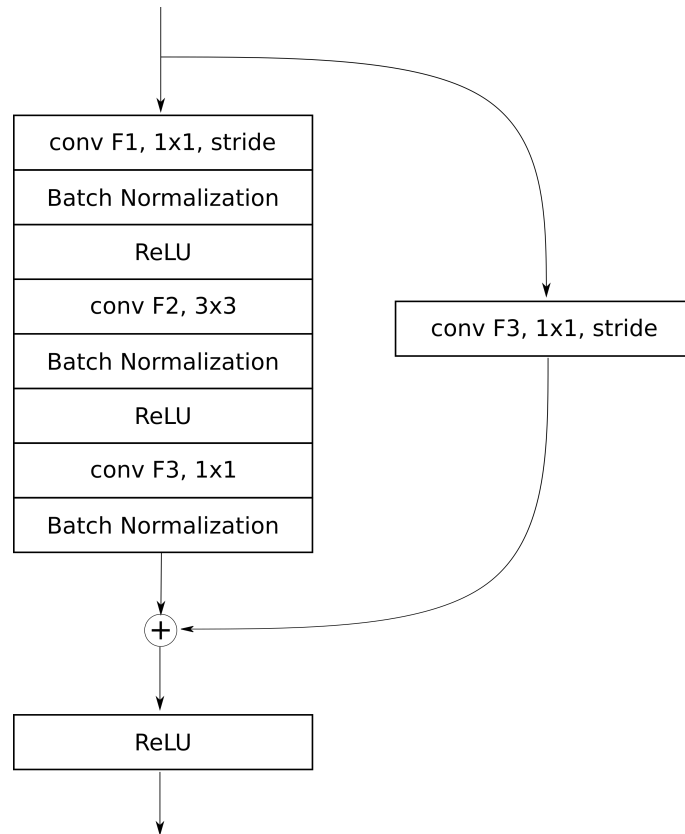 conv F1, 1x1, stride
Batch Normalization
ReLU
conv F2, 3x3
Batch Normalization
ReLU
conv F3, 1x1
Batch Normalization
conv F3, 1x1, stride
+
ReLU